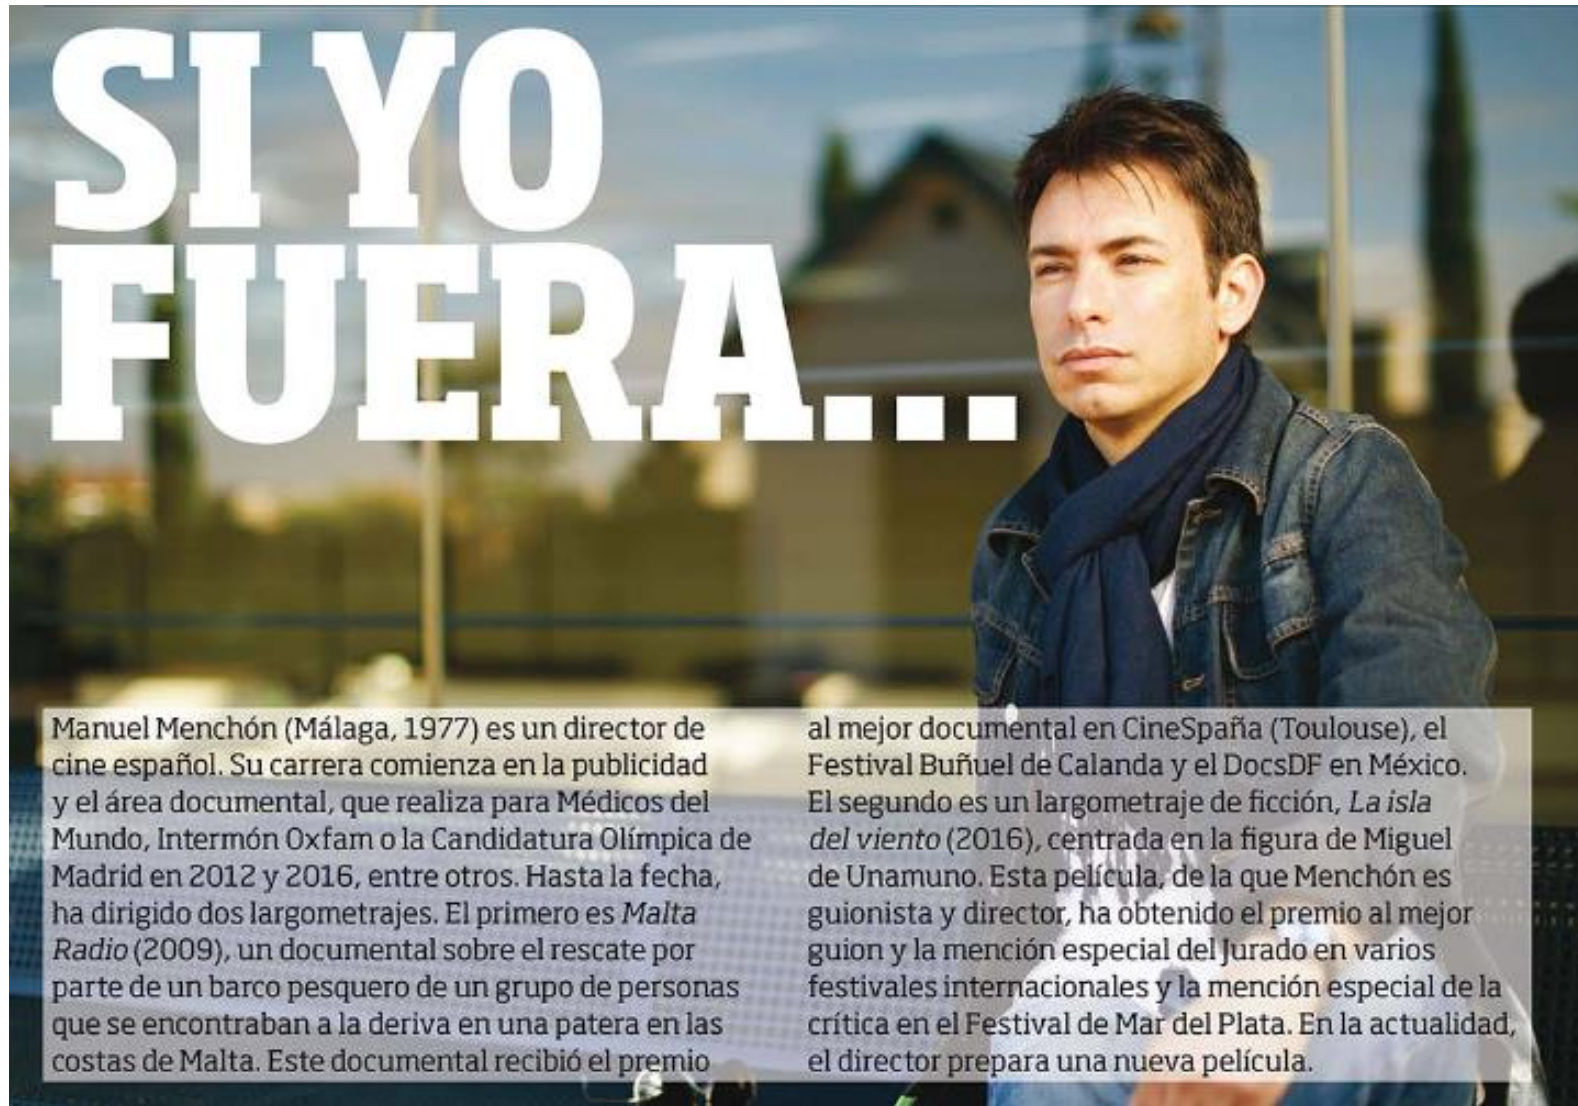 SI YO
FUERA...
Manuel Menchón (Málaga, 1977) es un director de
cine español. Su carrera comienza en la publicidad
y el área documental, que realiza para Médicos del
Mundo, Intermón Oxfam o la Candidatura Olímpica de
Madrid en 2012 y 2016, entre otros. Hasta la fecha,
ha dirigido dos largometrajes. El primero es Malta
Radio (2009), un documental sobre el rescate por
parte de un barco pesquero de un grupo de personas
que se encontraban a la deriva en una patera en las
costas de Malta. Este documental recibió el premio
al mejor documental en CineSpaña (Toulouse), el
Festival Buñuel de Calanda y el DocsDF en México.
El segundo es un largometraje de ficción, La isla
del viento (2016), centrada en la figura de Miguel
de Unamuno. Esta película, de la que Menchón es
guionista y director, ha obtenido el premio al mejor
guion y la mención especial del Jurado en varios
festivales internacionales y la mención especial de la
crítica en el Festival de Mar del Plata. En la actualidad,
el director prepara una nueva película.